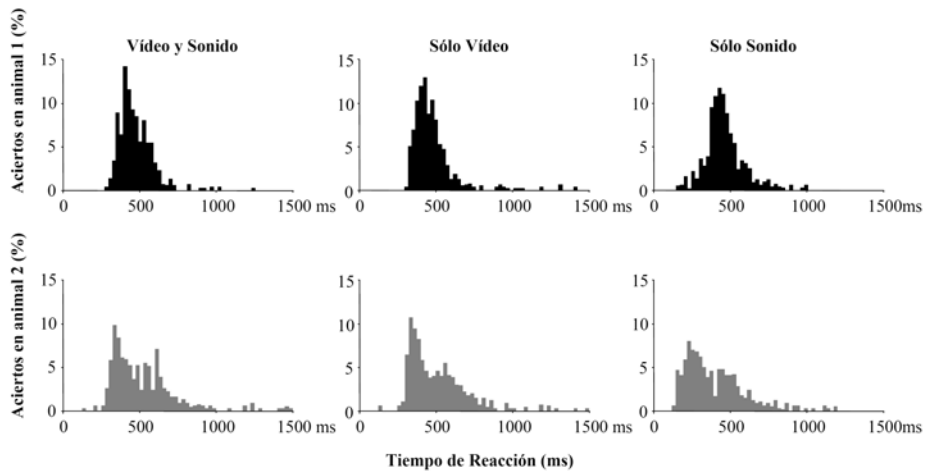 Vídeo y Sonido
Sólo Vídeo
Sólo Sonido
Aciertos en animal 1 (%)
15
10
5
0
0 500 1000 1500 ms
15
10
5
0
0 500 1000 1500 ms
15
10
5
0
0 500 1000 1500ms
Aciertos en animal 2 (%)
15
10
5
0
0 500 1000 1500 ms
15
10
5
0
0 500 1000 1500 ms
15
10
5
0
0 500 1000 1500 ms
Tiempo de Reacción (ms)